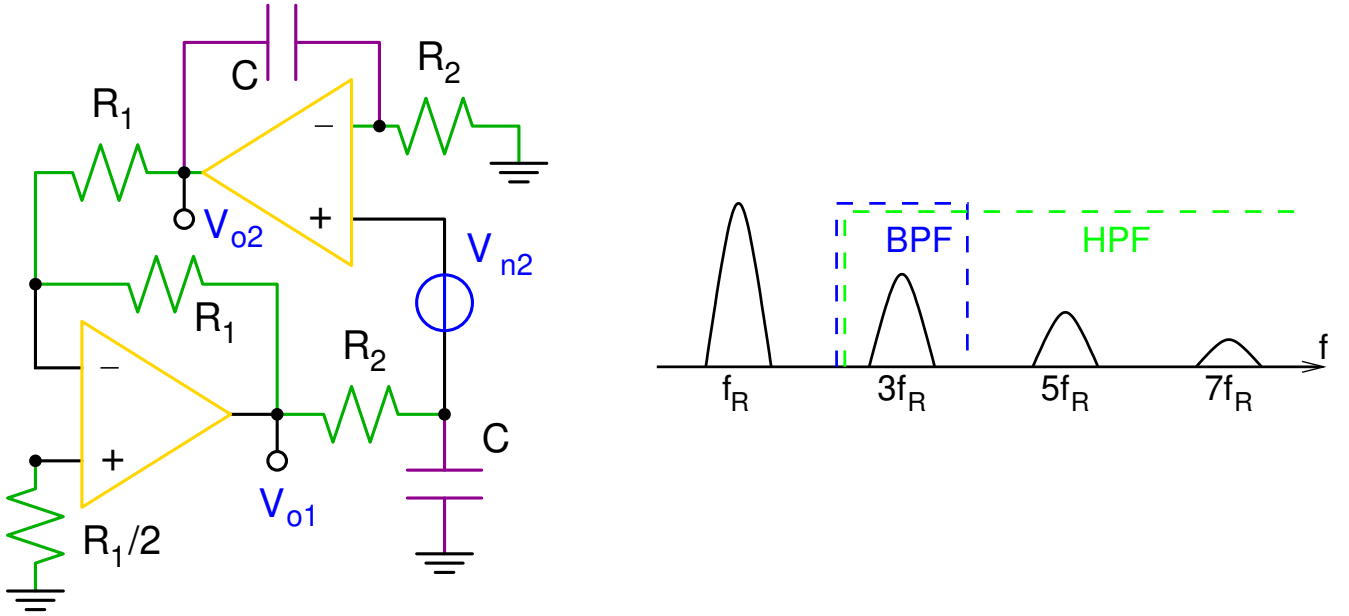 C
R2
R1
−
+
Vo2
Vn2
R1
−
+
R2
C
Vo1
R1/2
BPF
HPF
f
fR
3fR
5fR
7fR